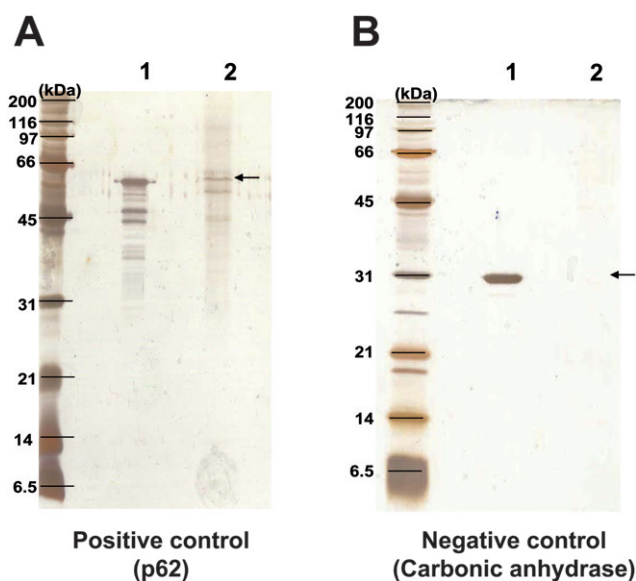 A
B
1 2
(kDa)
200
116
97
66
45
31
21
14
6.5
Positive control
(p62)
1 2
(kDa)
200
116
97
66
45
31
21
14
6.5
Negative control
(Carbonic anhydrase)